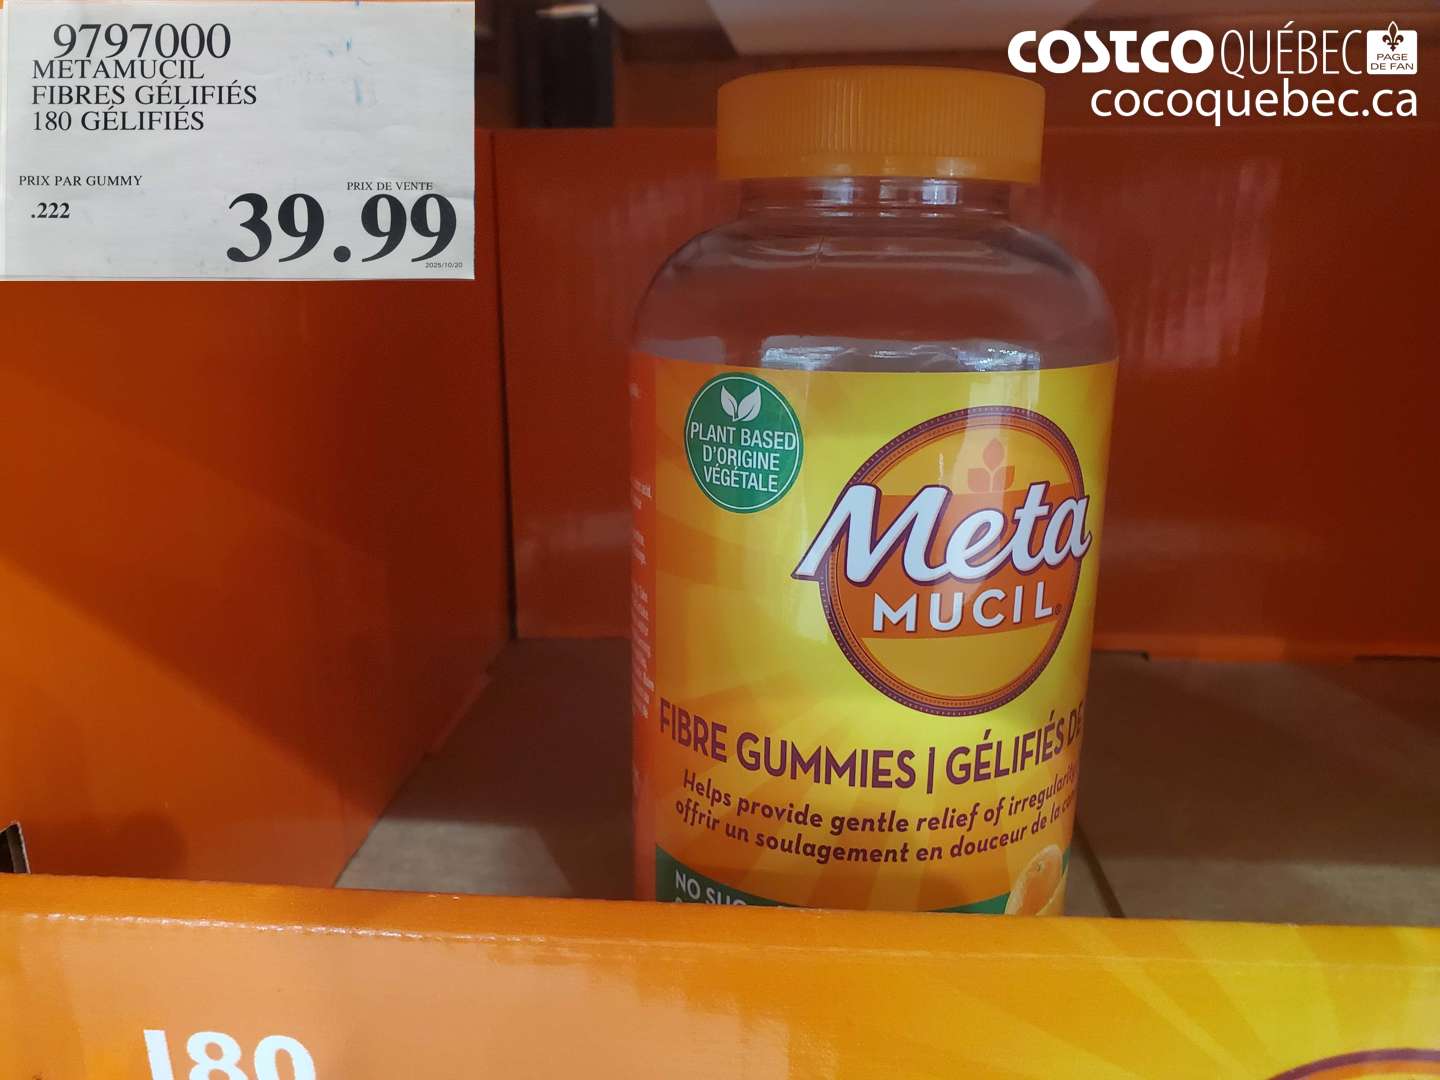 9797000
METAMUCIL
FIBRES GÉLIFIÉS
180 GÉLIFIÉS
PRIX PAR GUMMY
.222
PRIX DE VENTE
39.99
2025/10/20
COSTCO QUÉBEC
PAGE
DE FAN
cocoquebec.ca
PLANT BASED
D'ORIGINE
VÉGÉTALE
Meta
MUCIL®
FIBRE GUMMIES | GÉLIFIÉS DE
Helps provide gentle relief of irregularity
offrir un soulagement en douceur de la
NO
180